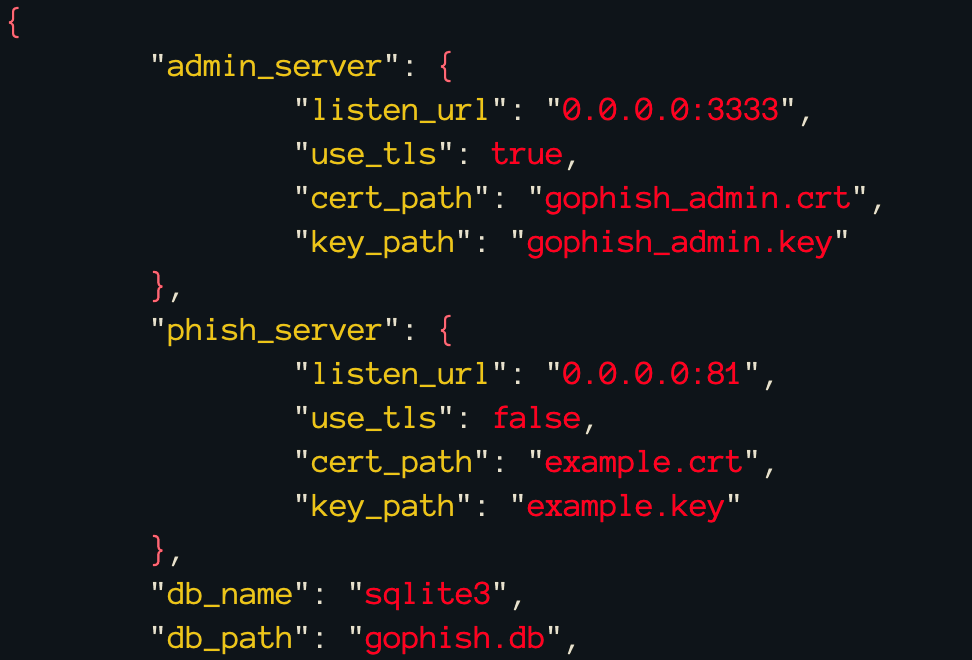 {
"admin_server": {
"listen_url": "0.0.0.0:3333",
"use_tls": true,
"cert_path": "gophish_admin.crt",
"key_path": "gophish_admin.key"
},
"phish_server": {
"listen_url": "0.0.0.0:81",
"use_tls": false,
"cert_path": "example.crt",
"key_path": "example.key"
},
"db_name": "sqlite3",
"db_path": "gophish.db",